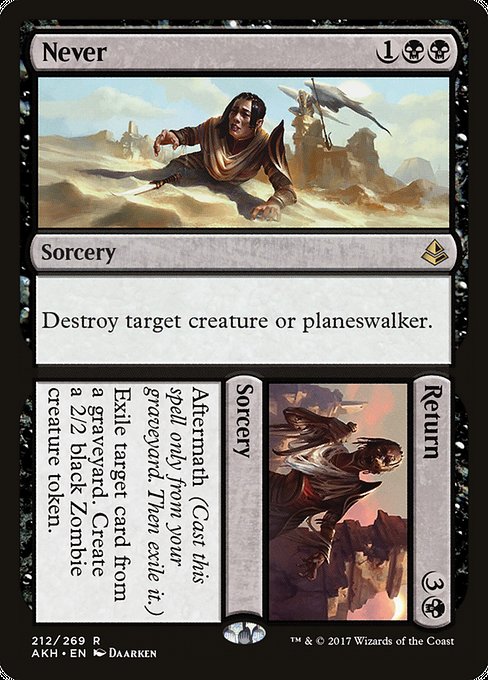 Never 1
Sorcery
Destroy target creature or planeswalker.
Return 3
Sorcery
Aftermath (Cast this
spell only from your
graveyard. Then exile it.)
Exile target card from
a graveyard. Create
a 2/2 black Zombie
creature token.
212/269 R
AKH • EN Daarken
™ & © 2017 Wizards of the Coast